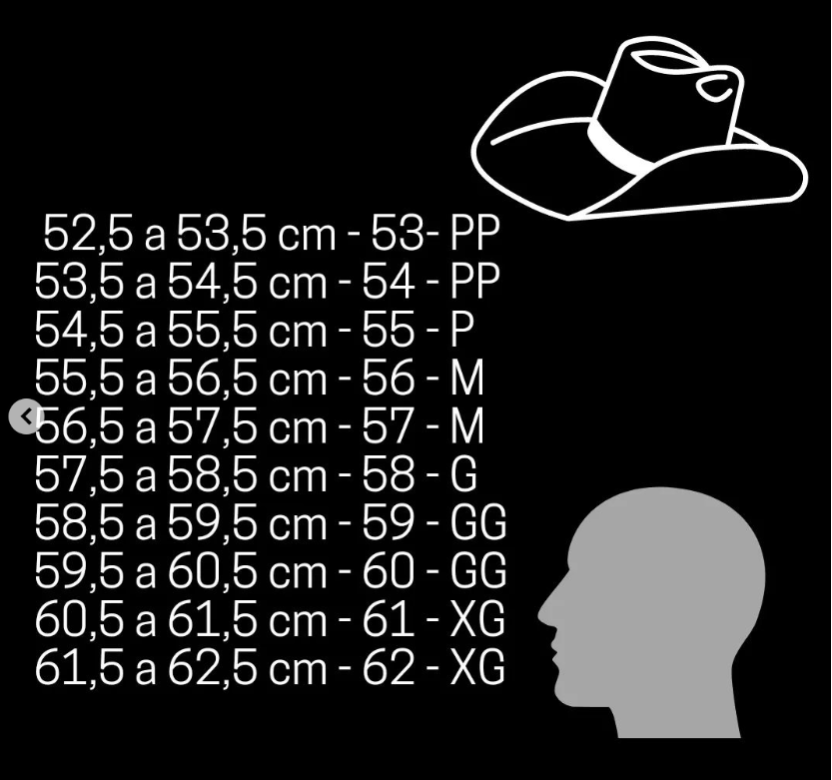 52,5 a 53,5 cm - 53- PP
53,5 a 54,5 cm - 54 - PP
54,5 a 55,5 cm - 55 - P
55,5 a 56,5 cm - 56 - M
56,5 a 57,5 cm - 57 - M
57,5 a 58,5 cm - 58 - G
58,5 a 59,5 cm - 59 - GG
59,5 a 60,5 cm - 60 - GG
60,5 a 61,5 cm - 61 - XG
61,5 a 62,5 cm - 62 - XG